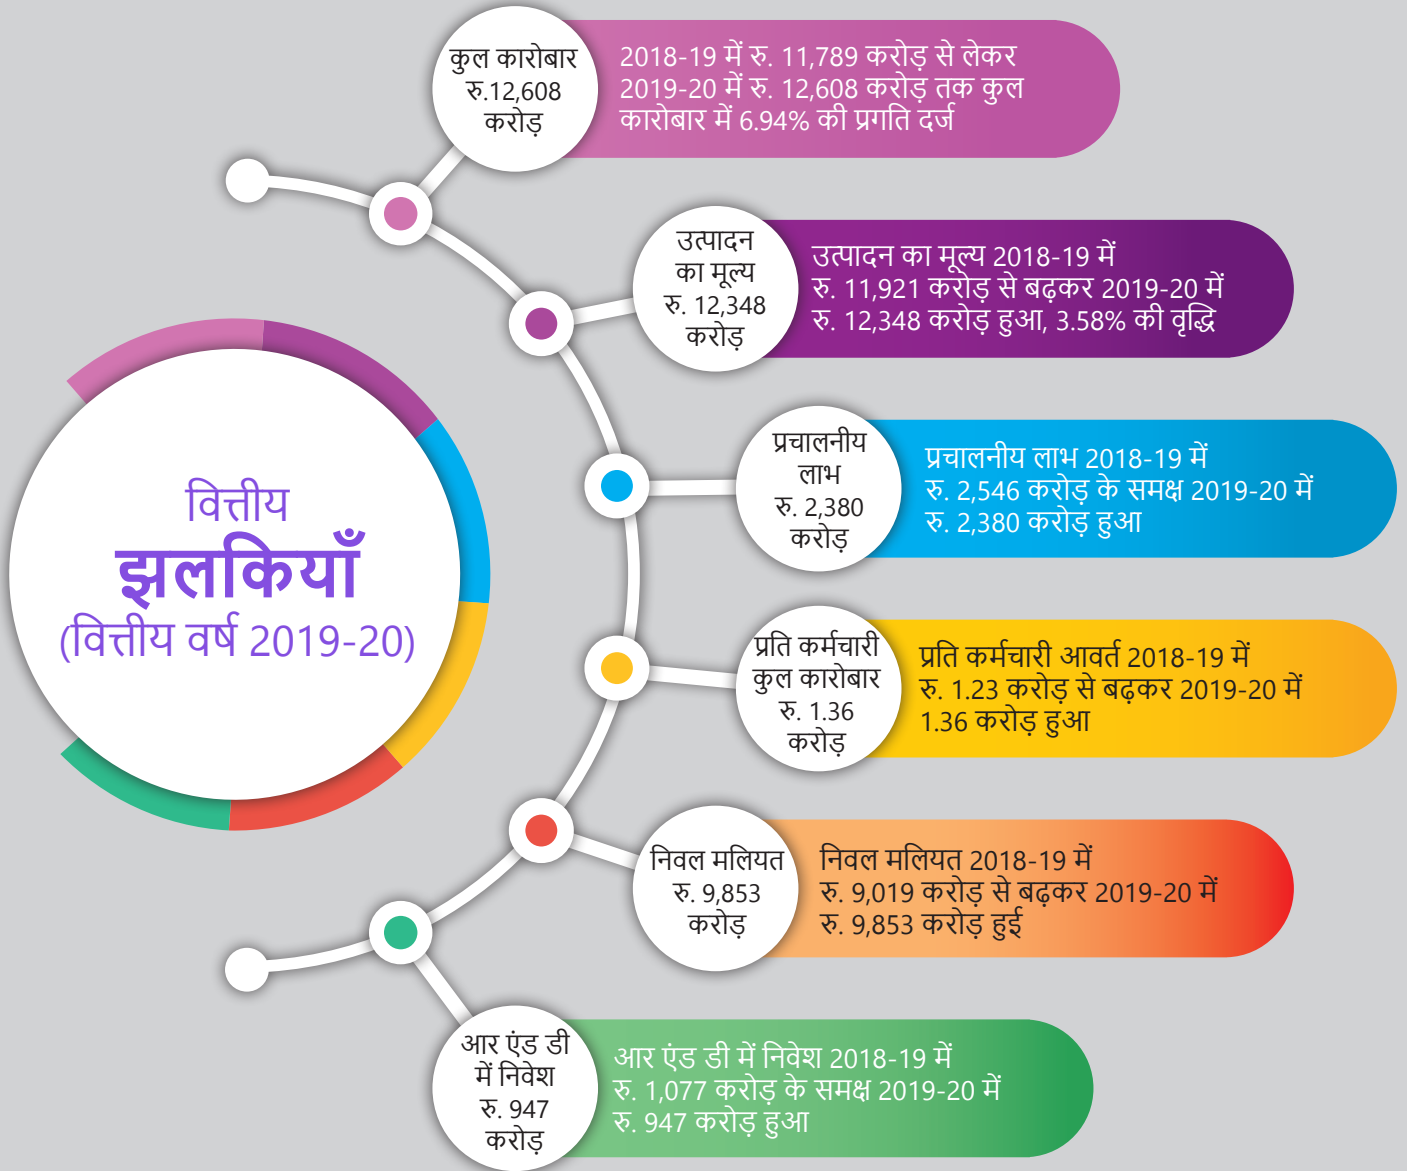 वित्तीय
झलकियाँ
(वित्तीय वर्ष 2019-20)
कुल कारोबार
रु.12,608
करोड़
2018-19 में रु. 11,789 करोड़ से लेकर
2019-20 में रु. 12,608 करोड़ तक कुल
कारोबार में 6.94% की प्रगति दर्ज
उत्पादन
का मूल्य
रु. 12,348
करोड़
उत्पादन का मूल्य 2018-19 में
रु. 11,921 करोड़ से बढ़कर 2019-20 में
रु. 12,348 करोड़ हुआ, 3.58% की वृद्धि
प्रचालनीय
लाभ
रु. 2,380
करोड़
प्रचालनीय लाभ 2018-19 में
रु. 2,546 करोड़ के समक्ष 2019-20 में
रु. 2,380 करोड़ हुआ
प्रति कर्मचारी
कुल कारोबार
रु. 1.36
करोड़
प्रति कर्मचारी आवर्त 2018-19 में
रु. 1.23 करोड़ से बढ़कर 2019-20 में
1.36 करोड़ हुआ
निवल मलियत
रु. 9,853
करोड़
निवल मलियत 2018-19 में
रु. 9,019 करोड़ से बढ़कर 2019-20 में
रु. 9,853 करोड़ हुई
आर एंड डी
में निवेश
रु. 947
करोड़
आर एंड डी में निवेश 2018-19 में
रु. 1,077 करोड़ के समक्ष 2019-20 में
रु. 947 करोड़ हुआ